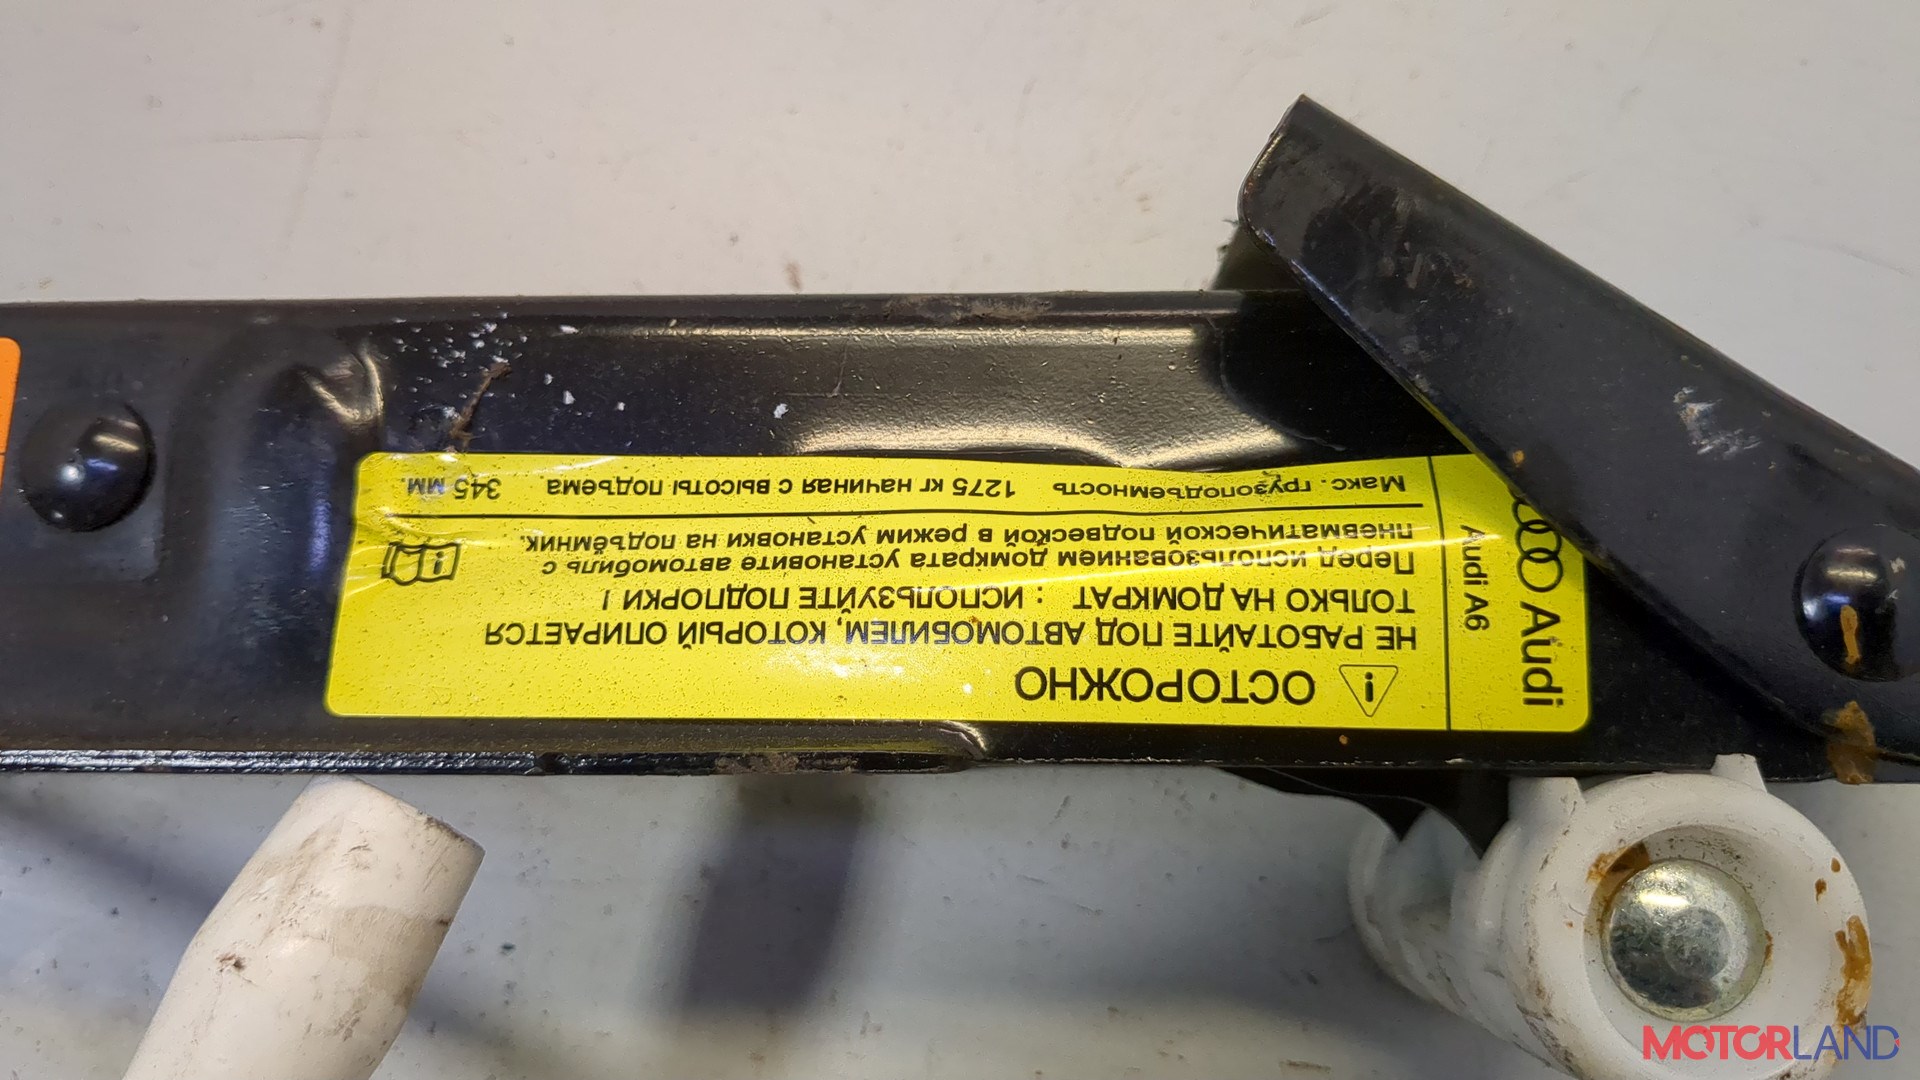 Audi
Audi A6
ОСТОРОЖНО
НЕ РАБОТАЙТЕ ПОД АВТОМОБИЛЕМ, КОТОРЫЙ ОПИРАЕТСЯ
ТОЛЬКО НА ДОМКРАТ : ИСПОЛЬЗУЙТЕ ПОДПОРКИ !
Перед использованием домкрата установите автомобиль с
пневматической подвеской в режим установки на подъёмник.
Макс. грузоподъемность 1275 кг начиная с высоты подъема 345 мм.
MOTORLAND